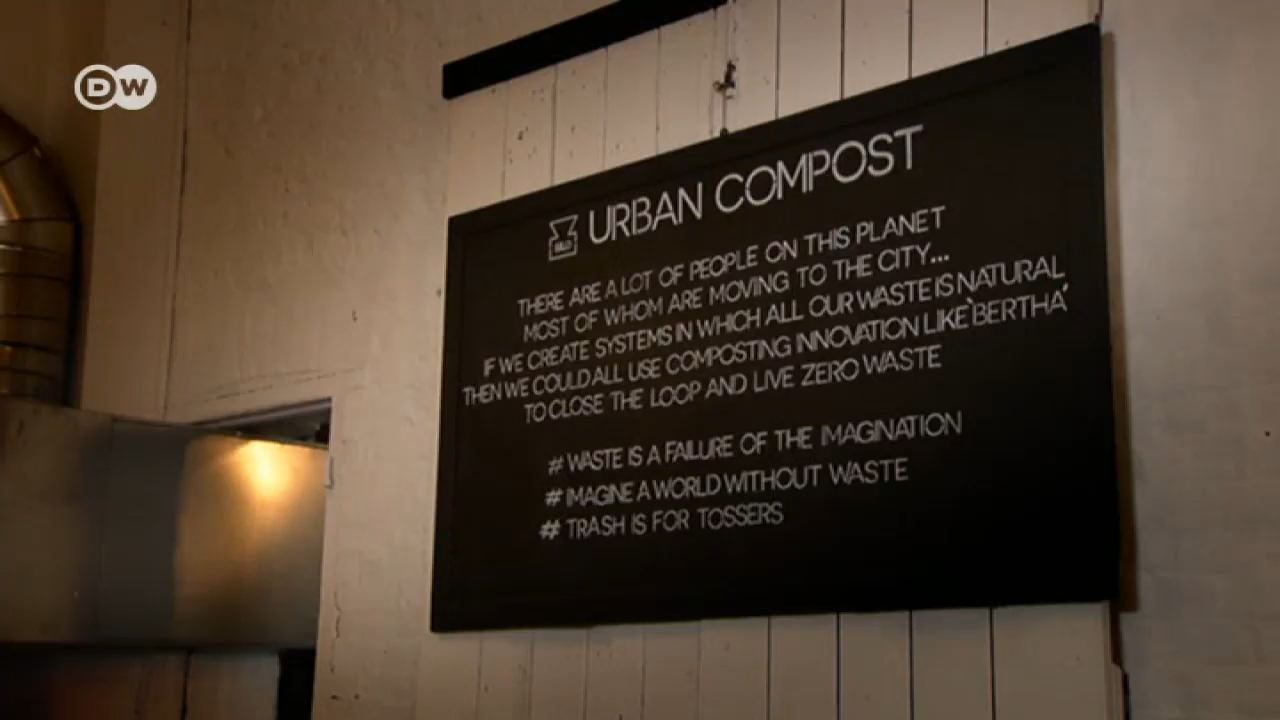 DW
URBAN COMPOST
THERE ARE A LOT OF PEOPLE ON THIS PLANET
MOST OF WHOM ARE MOVING TO THE CITY...
IF WE CREATE SYSTEMS IN WHICH ALL OUR WASTE IS NATURAL
THEN WE COULD ALL USE COMPOSTING INNOVATION LIKE 'BERTHA'
TO CLOSE THE LOOP AND LIVE ZERO WASTE
# WASTE IS A FAILURE OF THE IMAGINATION
# IMAGINE A WORLD WITHOUT WASTE
# TRASH IS FOR TOSSERS